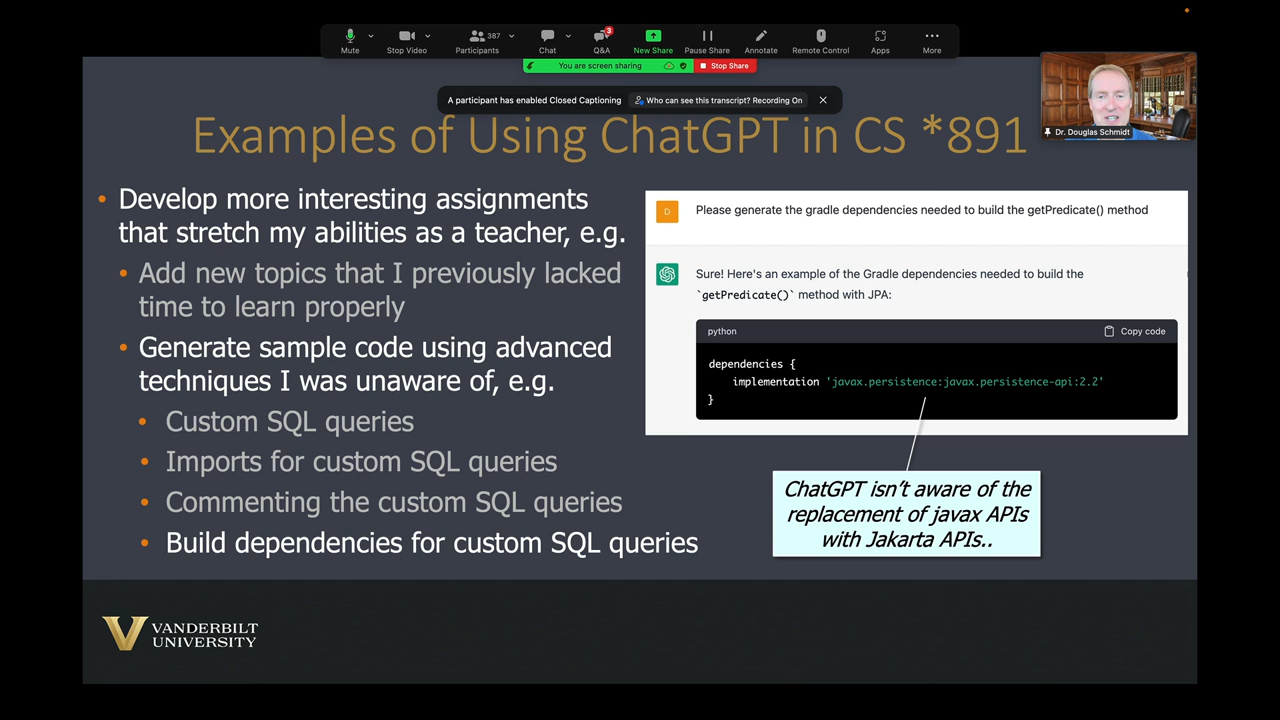 Mute
Stop Video
387
Participants
Chat
3
Q&A
New Share
Pause Share
Annotate
Remote Control
Apps
More
You are screen sharing
Stop Share
A participant has enabled Closed Captioning
Who can see this transcript? Recording On
Dr. Douglas Schmidt
Examples of Using ChatGPT in CS *891
• Develop more interesting assignments
that stretch my abilities as a teacher, e.g.
• Add new topics that I previously lacked
time to learn properly
• Generate sample code using advanced
techniques I was unaware of, e.g.
• Custom SQL queries
• Imports for custom SQL queries
• Commenting the custom SQL queries
• Build dependencies for custom SQL queries
D
Please generate the gradle dependencies needed to build the getPredicate() method
Sure! Here's an example of the Gradle dependencies needed to build the
`getPredicate()` method with JPA:
python
Copy code
dependencies {
implementation 'javax.persistence:javax.persistence-api:2.2'
}
ChatGPT isn't aware of the
replacement of javax APIs
with Jakarta APIs..
V
VANDERBILT
UNIVERSITY